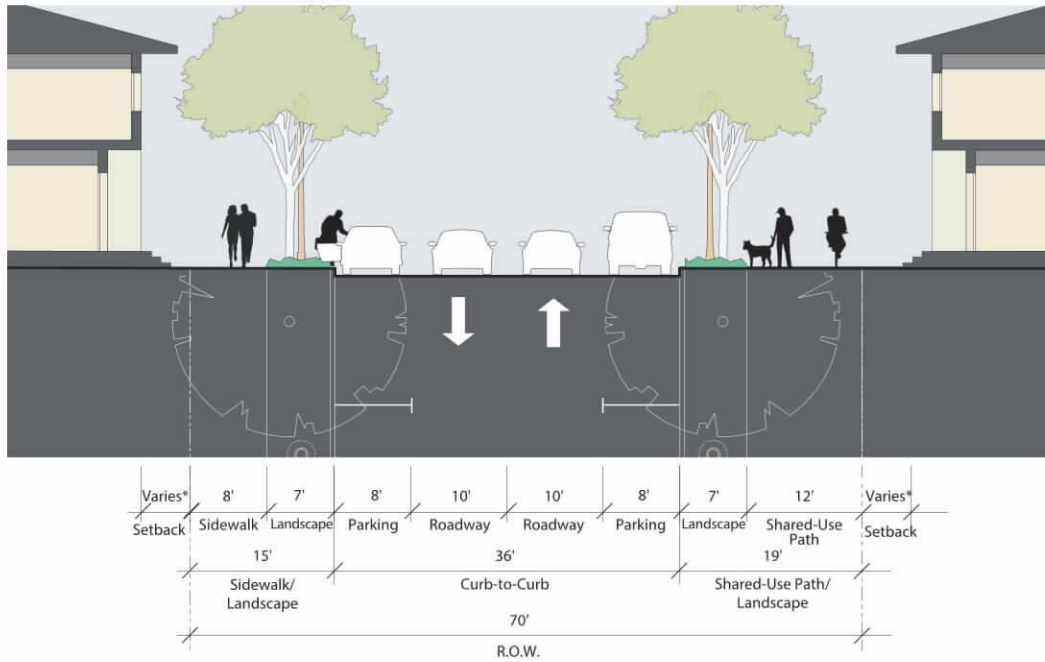 Varies* 8' 7' 8' 10' 10' 8' 7' 12' Varies*
Setback Sidewalk Landscape Parking Roadway Roadway Parking Landscape Shared-Use Path Setback
15' 36' 19'
Sidewalk/ Curb-to-Curb Shared-Use Path/
Landscape Landscape
70'
R.O.W.